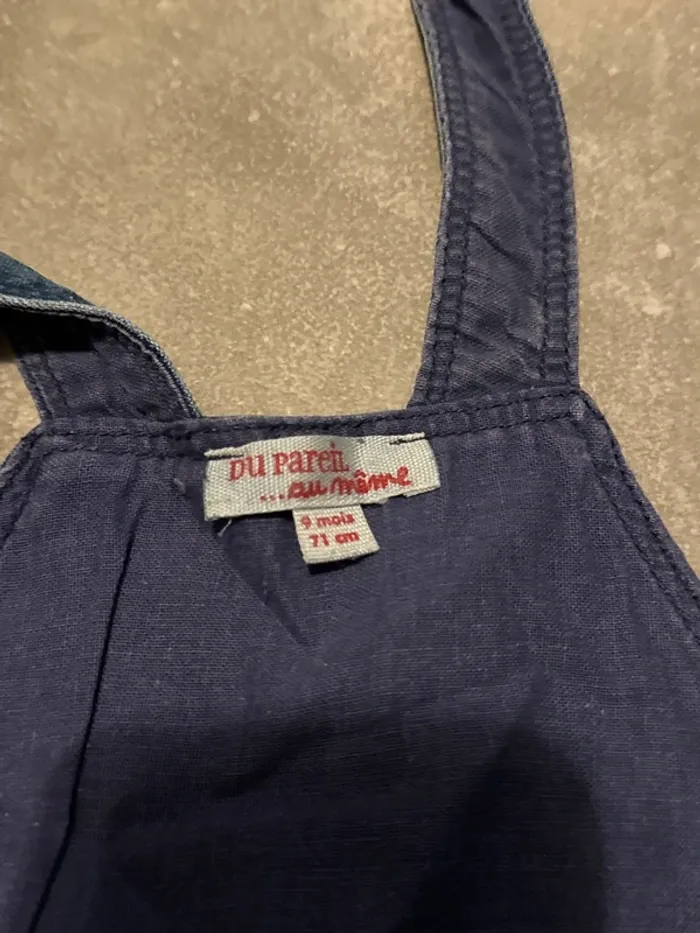 DU PAREIL
...au même
9 mois
71 cm